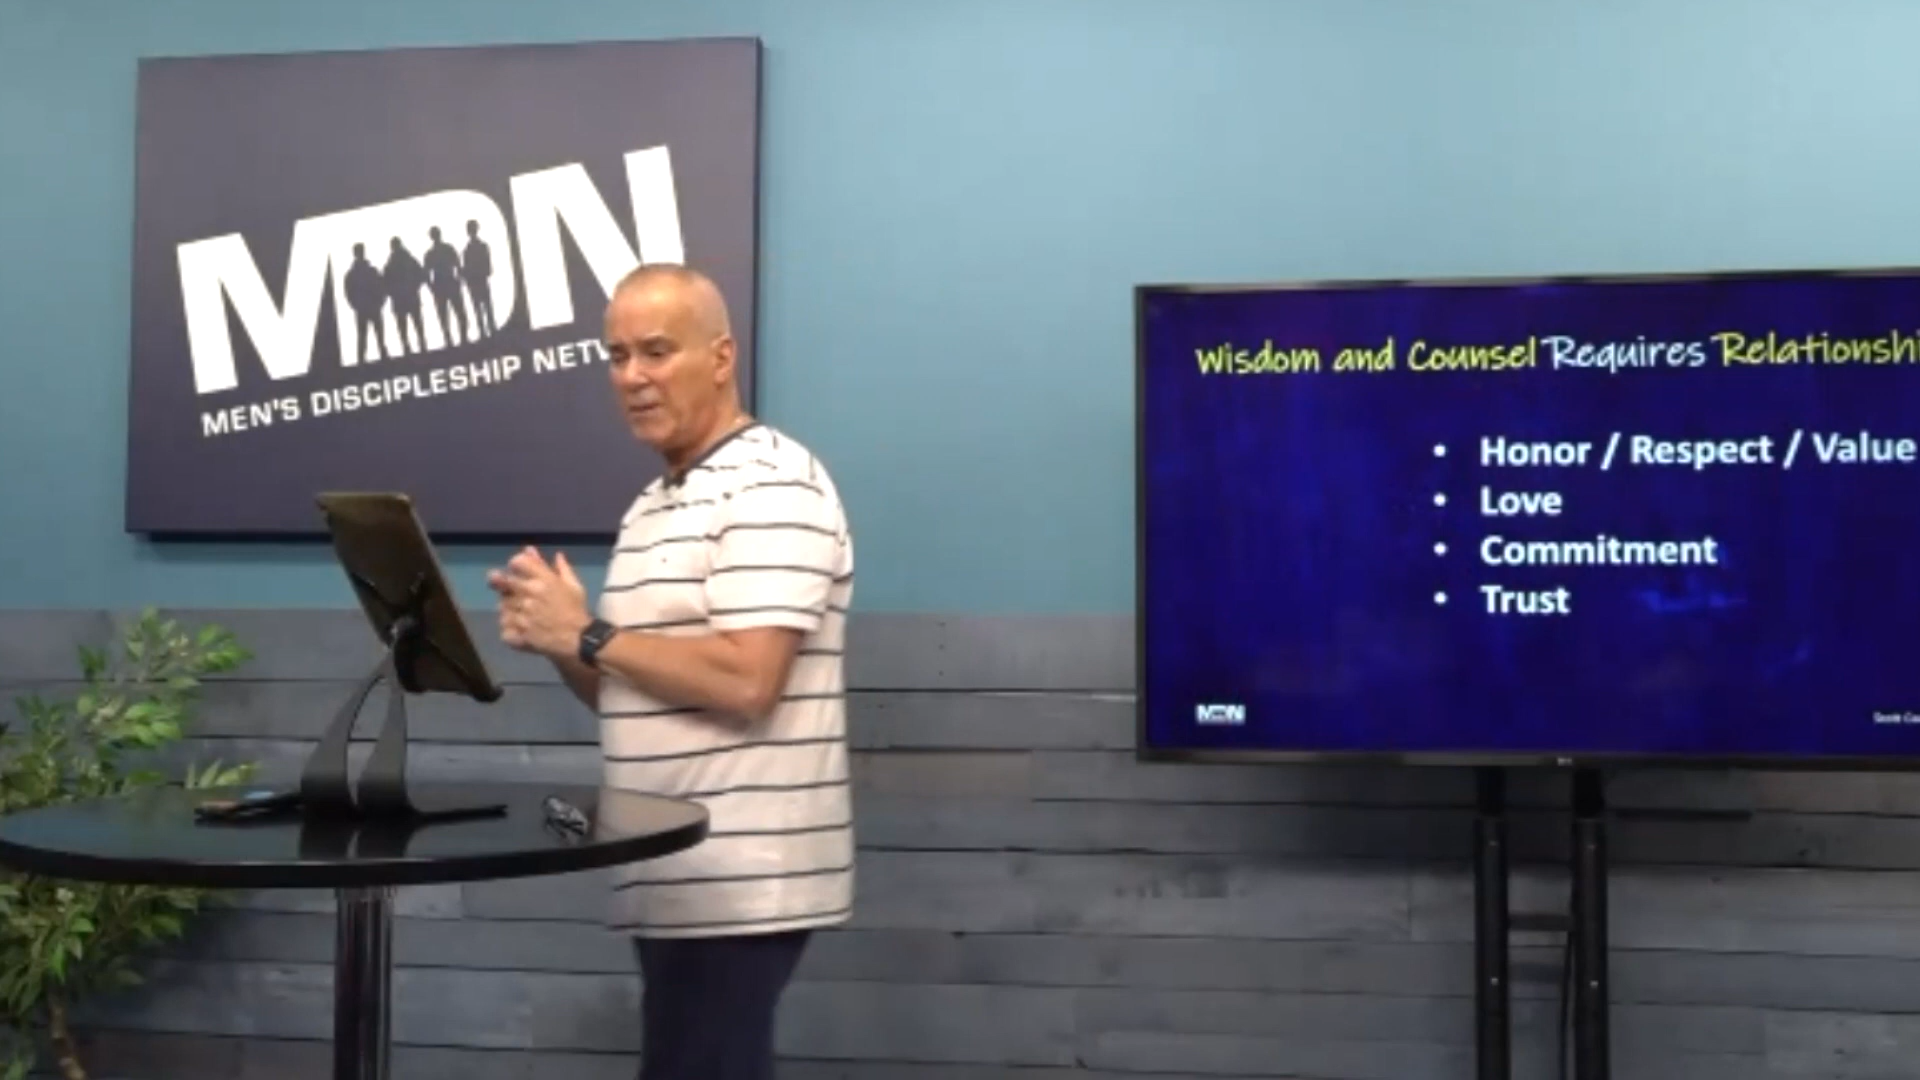 MDN
MEN'S DISCIPLESHIP NETW
Wisdom and Counsel Requires Relationshi
• Honor / Respect / Value
• Love
• Commitment
• Trust
MDN